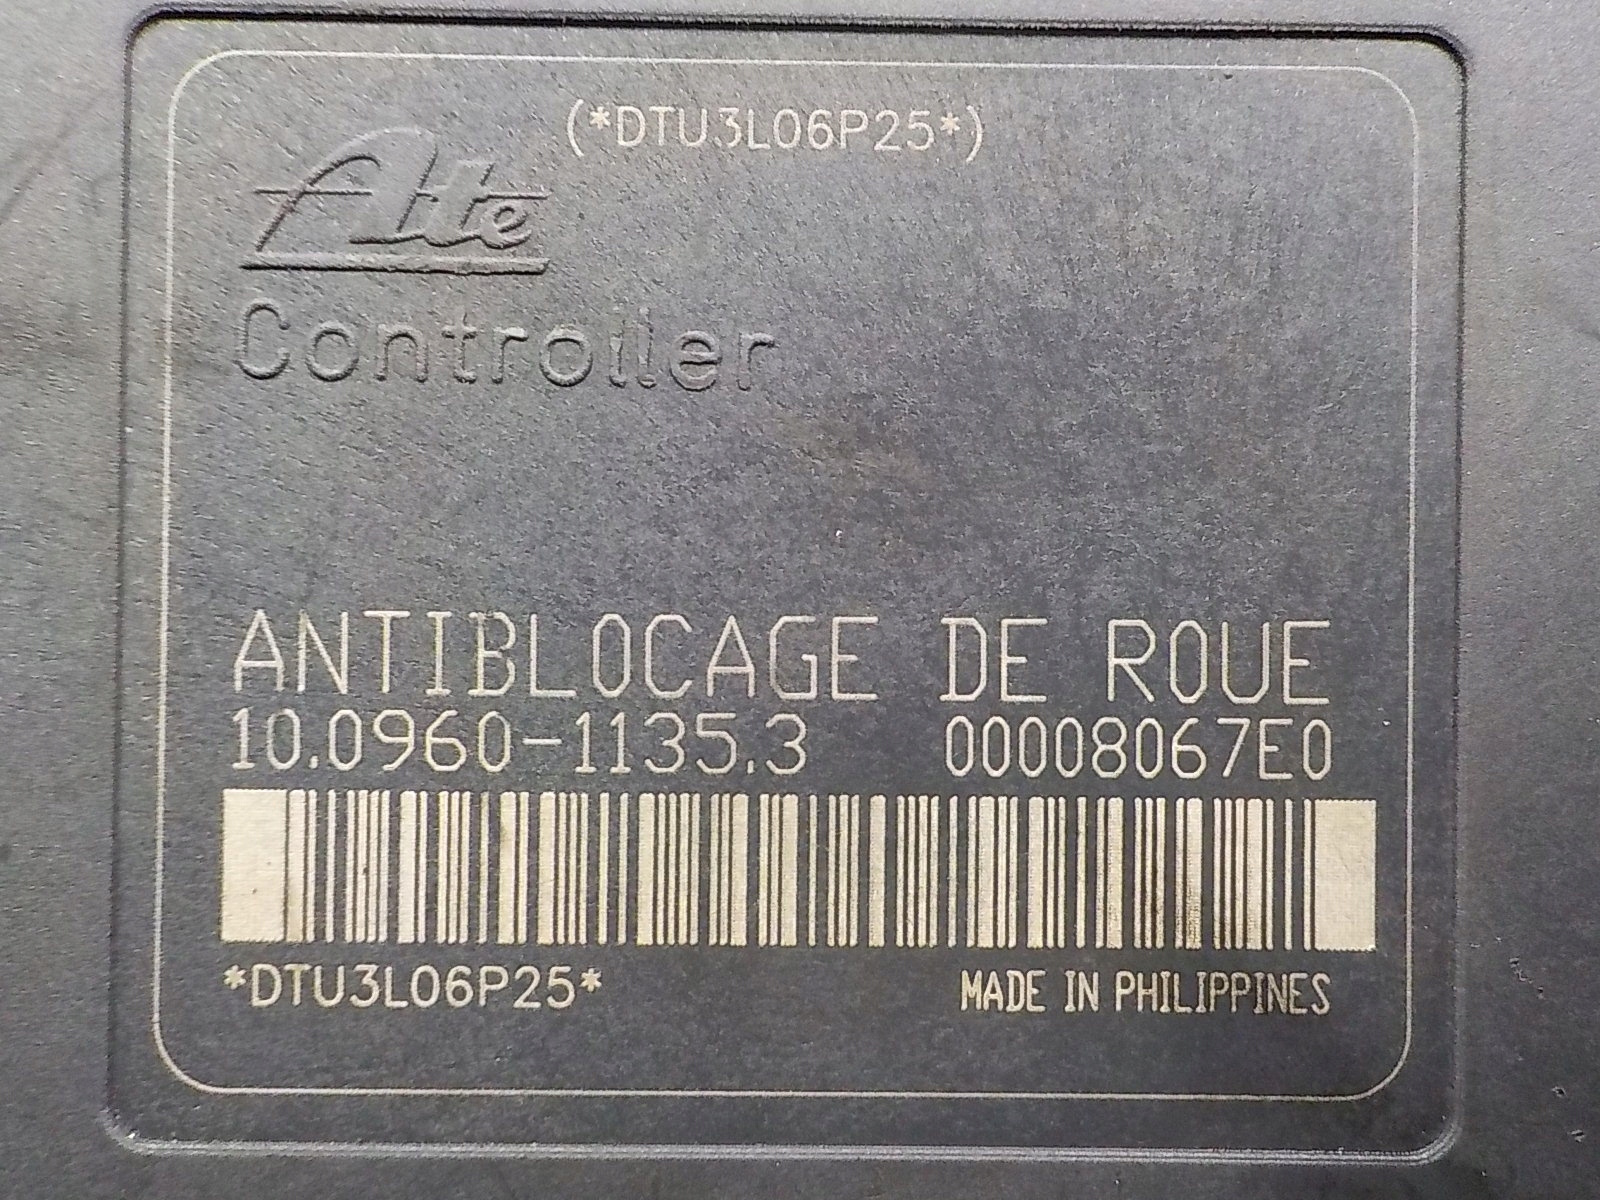 (*DTU3L06P25*)
Ate
Controller
ANTIBLOCAGE DE ROUE
10.0960-1135.3 00008067E0
*DTU3L06P25*
MADE IN PHILIPPINES